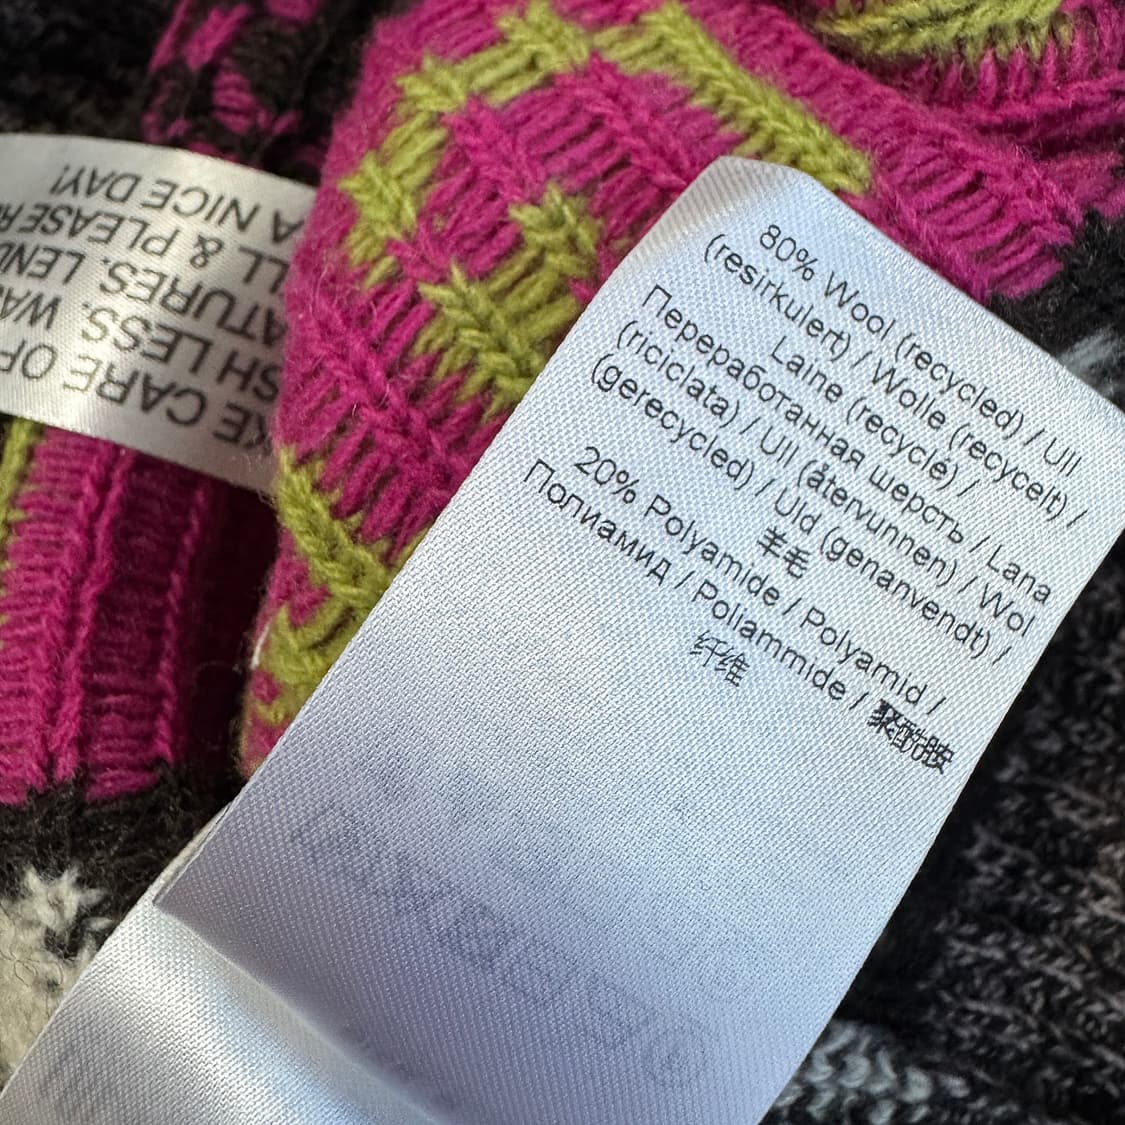 80% Wool (recycled) / Ull
(resirkulert) / Wolle (recycelt) /
Laine (recyclé) /
Переработанная шерсть / Lana
(riciclata) / Ull (återvunnen) / Wol
(gerecycled) / Uld (genanvendt) /
羊毛
20% Polyamide / Polyamid /
Полиамид / Poliammide / 聚酰胺
纤维
KE CARE OF
SH LESS. WA
ATURES. LEND
LL & PLEASE
A NICE DAY!